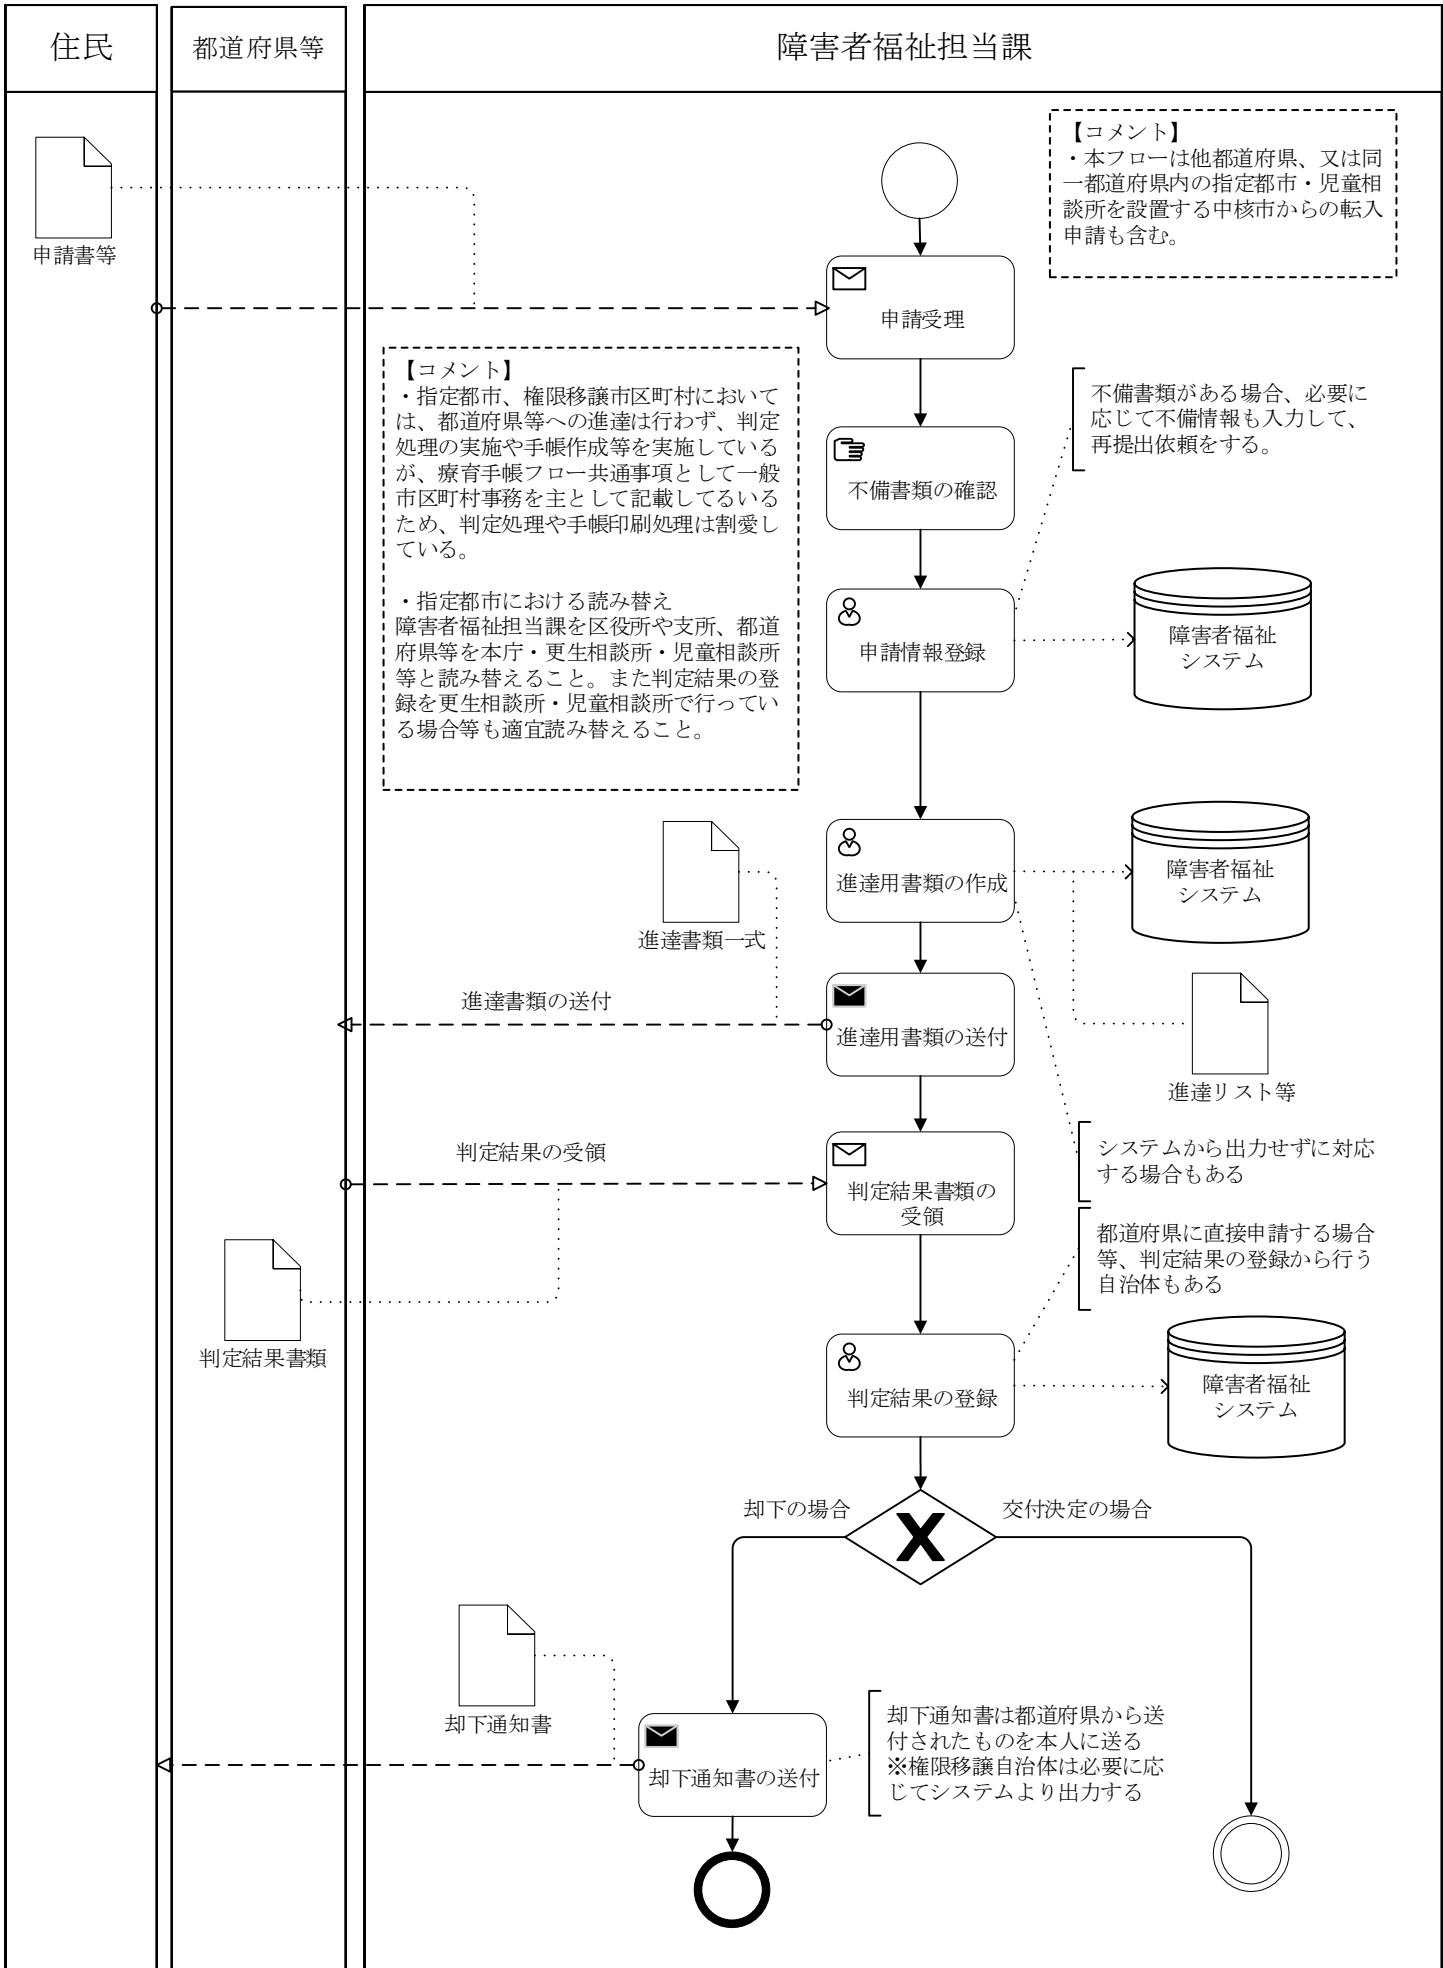 住民
都道府県等
障害者福祉担当課
申請書等
【コメント】
・本フローは他都道府県、又は同
一都道府県内の指定都市・児童相
談所を設置する中核市からの転入
申請も含む。
申請受理
【コメント】
・指定都市、権限移譲市区町村において
は、都道府県等への進達は行わず、判定
処理の実施や手帳作成等を実施している
が、療育手帳フロー共通事項として一般
市区町村事務を主として記載してるいる
ため、判定処理や手帳印刷処理は割愛し
ている。
・指定都市における読み替え
障害者福祉担当課を区役所や支所、都道
府県等を本庁・更生相談所・児童相談所
等と読み替えること。また判定結果の登
録を更生相談所・児童相談所で行ってい
る場合等も適宜読み替えること。
不備書類がある場合、必要に
応じて不備情報も入力して、
再提出依頼をする。
不備書類の確認
申請情報登録
障害者福祉
システム
進達用書類の作成
障害者福祉
システム
進達書類一式
進達書類の送付
進達用書類の送付
進達リスト等
システムから出力せずに対応
する場合もある
判定結果の受領
判定結果書類の
受領
都道府県に直接申請する場合
等、判定結果の登録から行う
自治体もある
判定結果書類
判定結果の登録
障害者福祉
システム
却下の場合
交付決定の場合
却下通知書
却下通知書の送付
却下通知書は都道府県から送
付されたものを本人に送る
※権限移譲自治体は必要に応
じてシステムより出力する